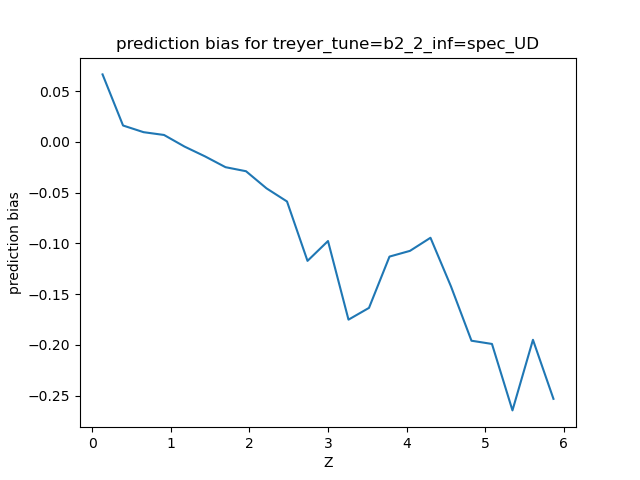 prediction bias for treyer_tune=b2_2_inf=spec_UD
0.05
0.00
−0.05
−0.10
−0.15
−0.20
−0.25
prediction bias
0 1 2 3 4 5 6
Z